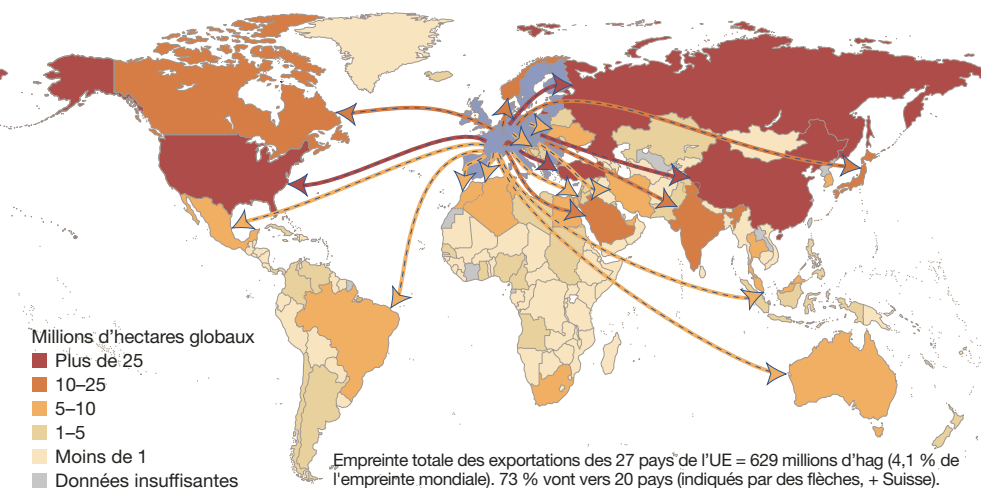 Millions d’hectares globaux
Plus de 25
10–25
5–10
1–5
Moins de 1
Données insuffisantes
Empreinte totale des exportations des 27 pays de l’UE = 629 millions d’hag (4,1 % de
l'empreinte mondiale). 73 % vont vers 20 pays (indiqués par des flèches, + Suisse).